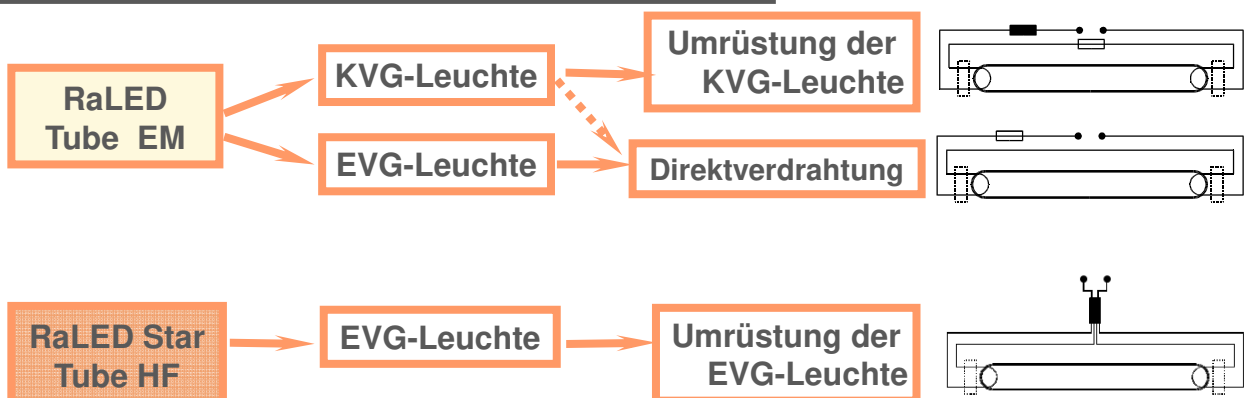 RaLED
Tube EM
KVG-Leuchte
Umrüstung der
KVG-Leuchte
EVG-Leuchte
Direktverdrahtung
RaLED Star
Tube HF
EVG-Leuchte
Umrüstung der
EVG-Leuchte